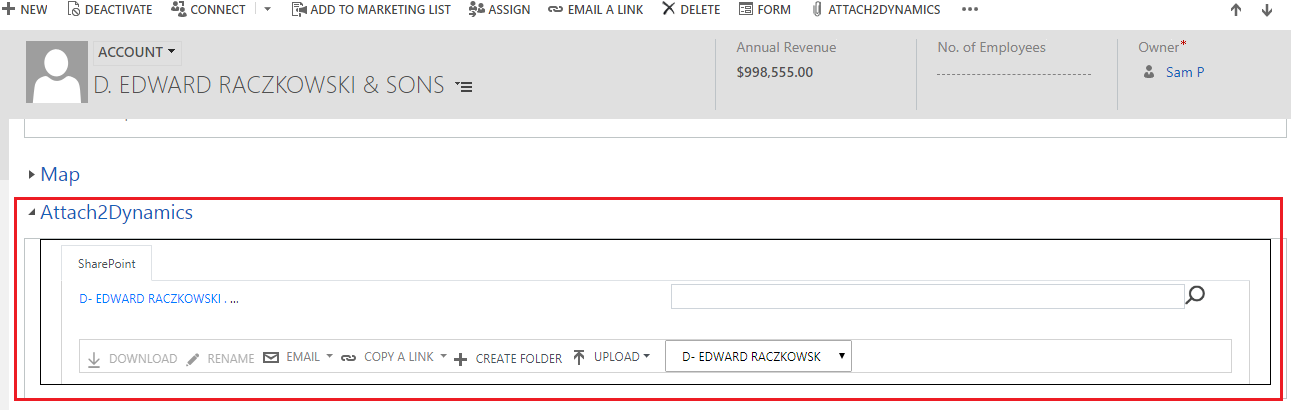 NEW DEACTIVATE CONNECT ADD TO MARKETING LIST ASSIGN EMAIL A LINK DELETE FORM ATTACH2DYNAMICS •••
ACCOUNT
D. EDWARD RACZKOWSKI & SONS
Annual Revenue
$998,555.00
No. of Employees
Owner*
Sam P
Map
Attach2Dynamics
SharePoint
D- EDWARD RACZKOWSKI . ...
DOWNLOAD RENAME EMAIL COPY A LINK CREATE FOLDER UPLOAD D- EDWARD RACZKOWSK